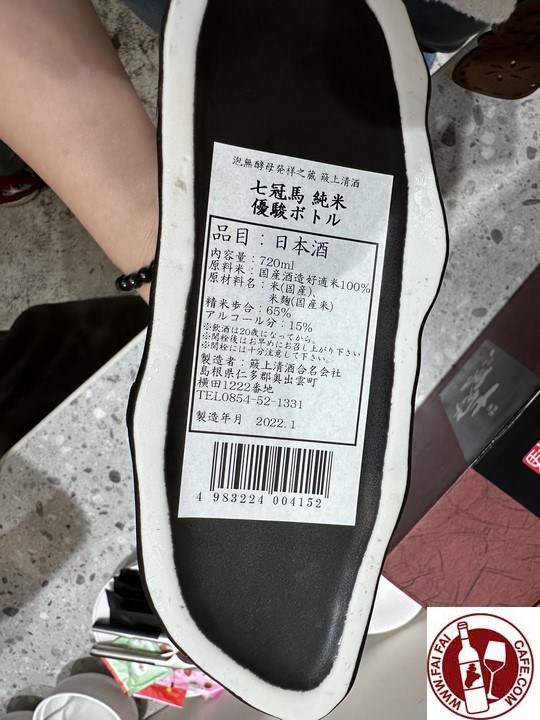 泡無酵母発祥之蔵 簸上清酒
七冠馬 純米
優駿ボトル
品目：日本酒
内容量：720ml
原料米：国産酒造好適米100%
原材料名：米(国産)、
米麹(国産米)
精米歩合：65%
アルコール分：15%
※飲酒は20歳になってから。
※開栓後はお早めにお召し上がり下さい
※開栓には十分注意して下さい。
製造者：簸上清酒合名会社
島根県仁多郡奥出雲町
横田1222番地
TEL0854-52-1331
製造年月 2022.1
4 983224 004152
WWW.FAIFAICAFE.COM